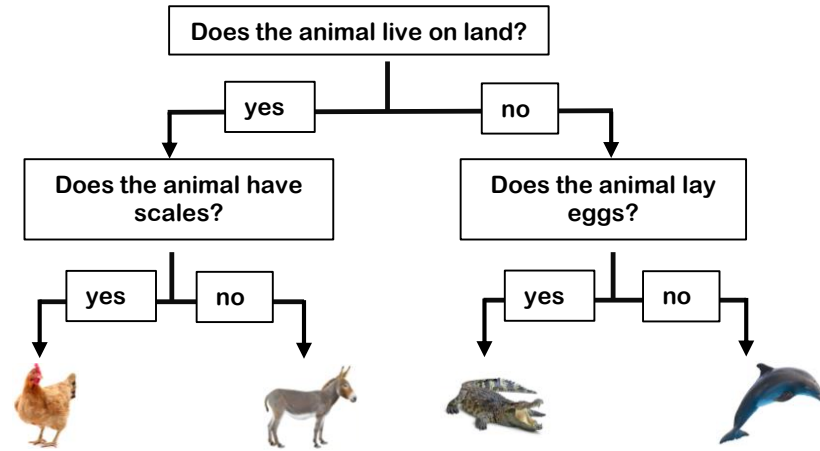 Does the animal live on land?
yes
no
Does the animal have
scales?
Does the animal lay
eggs?
yes
no
yes
no